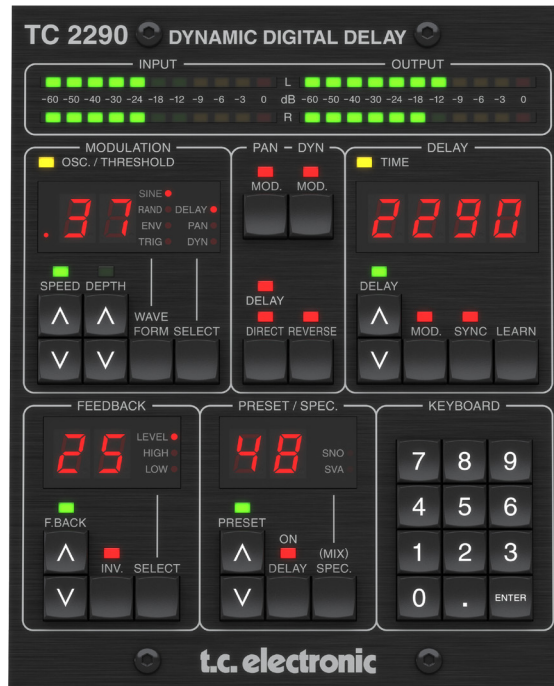 TC 2290 DYNAMIC DIGITAL DELAY
INPUT OUTPUT
L
-60 -50 -40 -30 -24 -18 -12 -9 -6 -3 0 dB -60 -50 -40 -30 -24 -18 -12 -9 -6 -3 0
R
MODULATION
OSC. / THRESHOLD
.37
SINE
RAND DELAY
ENV PAN
TRIG DYN
SPEED DEPTH
WAVE
FORM SELECT
PAN DYN
MOD. MOD.
DELAY
DIRECT REVERSE
DELAY
TIME
2290
DELAY
MOD. SYNC LEARN
FEEDBACK
25
LEVEL
HIGH
LOW
F.BACK
INV. SELECT
PRESET / SPEC.
48
SNO
SVA
PRESET
ON (MIX)
DELAY SPEC.
KEYBOARD
7 8 9
4 5 6
1 2 3
0 . ENTER
t.c. electronic